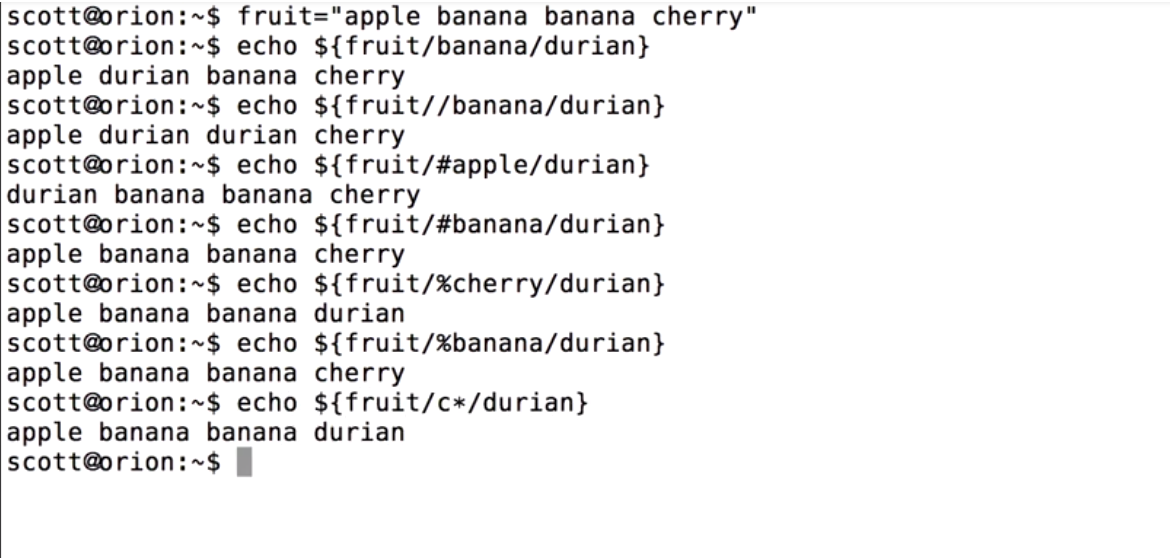 scott@orion:~$ fruit="apple banana banana cherry"
scott@orion:~$ echo ${fruit/banana/durian}
apple durian banana cherry
scott@orion:~$ echo ${fruit//banana/durian}
apple durian durian cherry
scott@orion:~$ echo ${fruit/#apple/durian}
durian banana banana cherry
scott@orion:~$ echo ${fruit/#banana/durian}
apple banana banana cherry
scott@orion:~$ echo ${fruit/%cherry/durian}
apple banana banana durian
scott@orion:~$ echo ${fruit/%banana/durian}
apple banana banana cherry
scott@orion:~$ echo ${fruit/c*/durian}
apple banana banana durian
scott@orion:~$